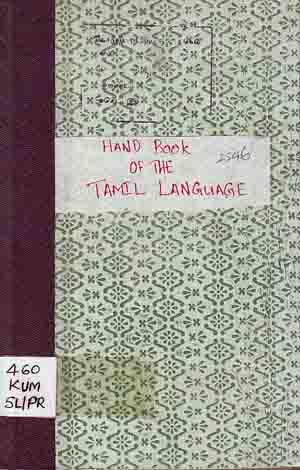 HAND Book
OF THE
TAMIL LANGUAGE
2546
460
KUM
SL/PR